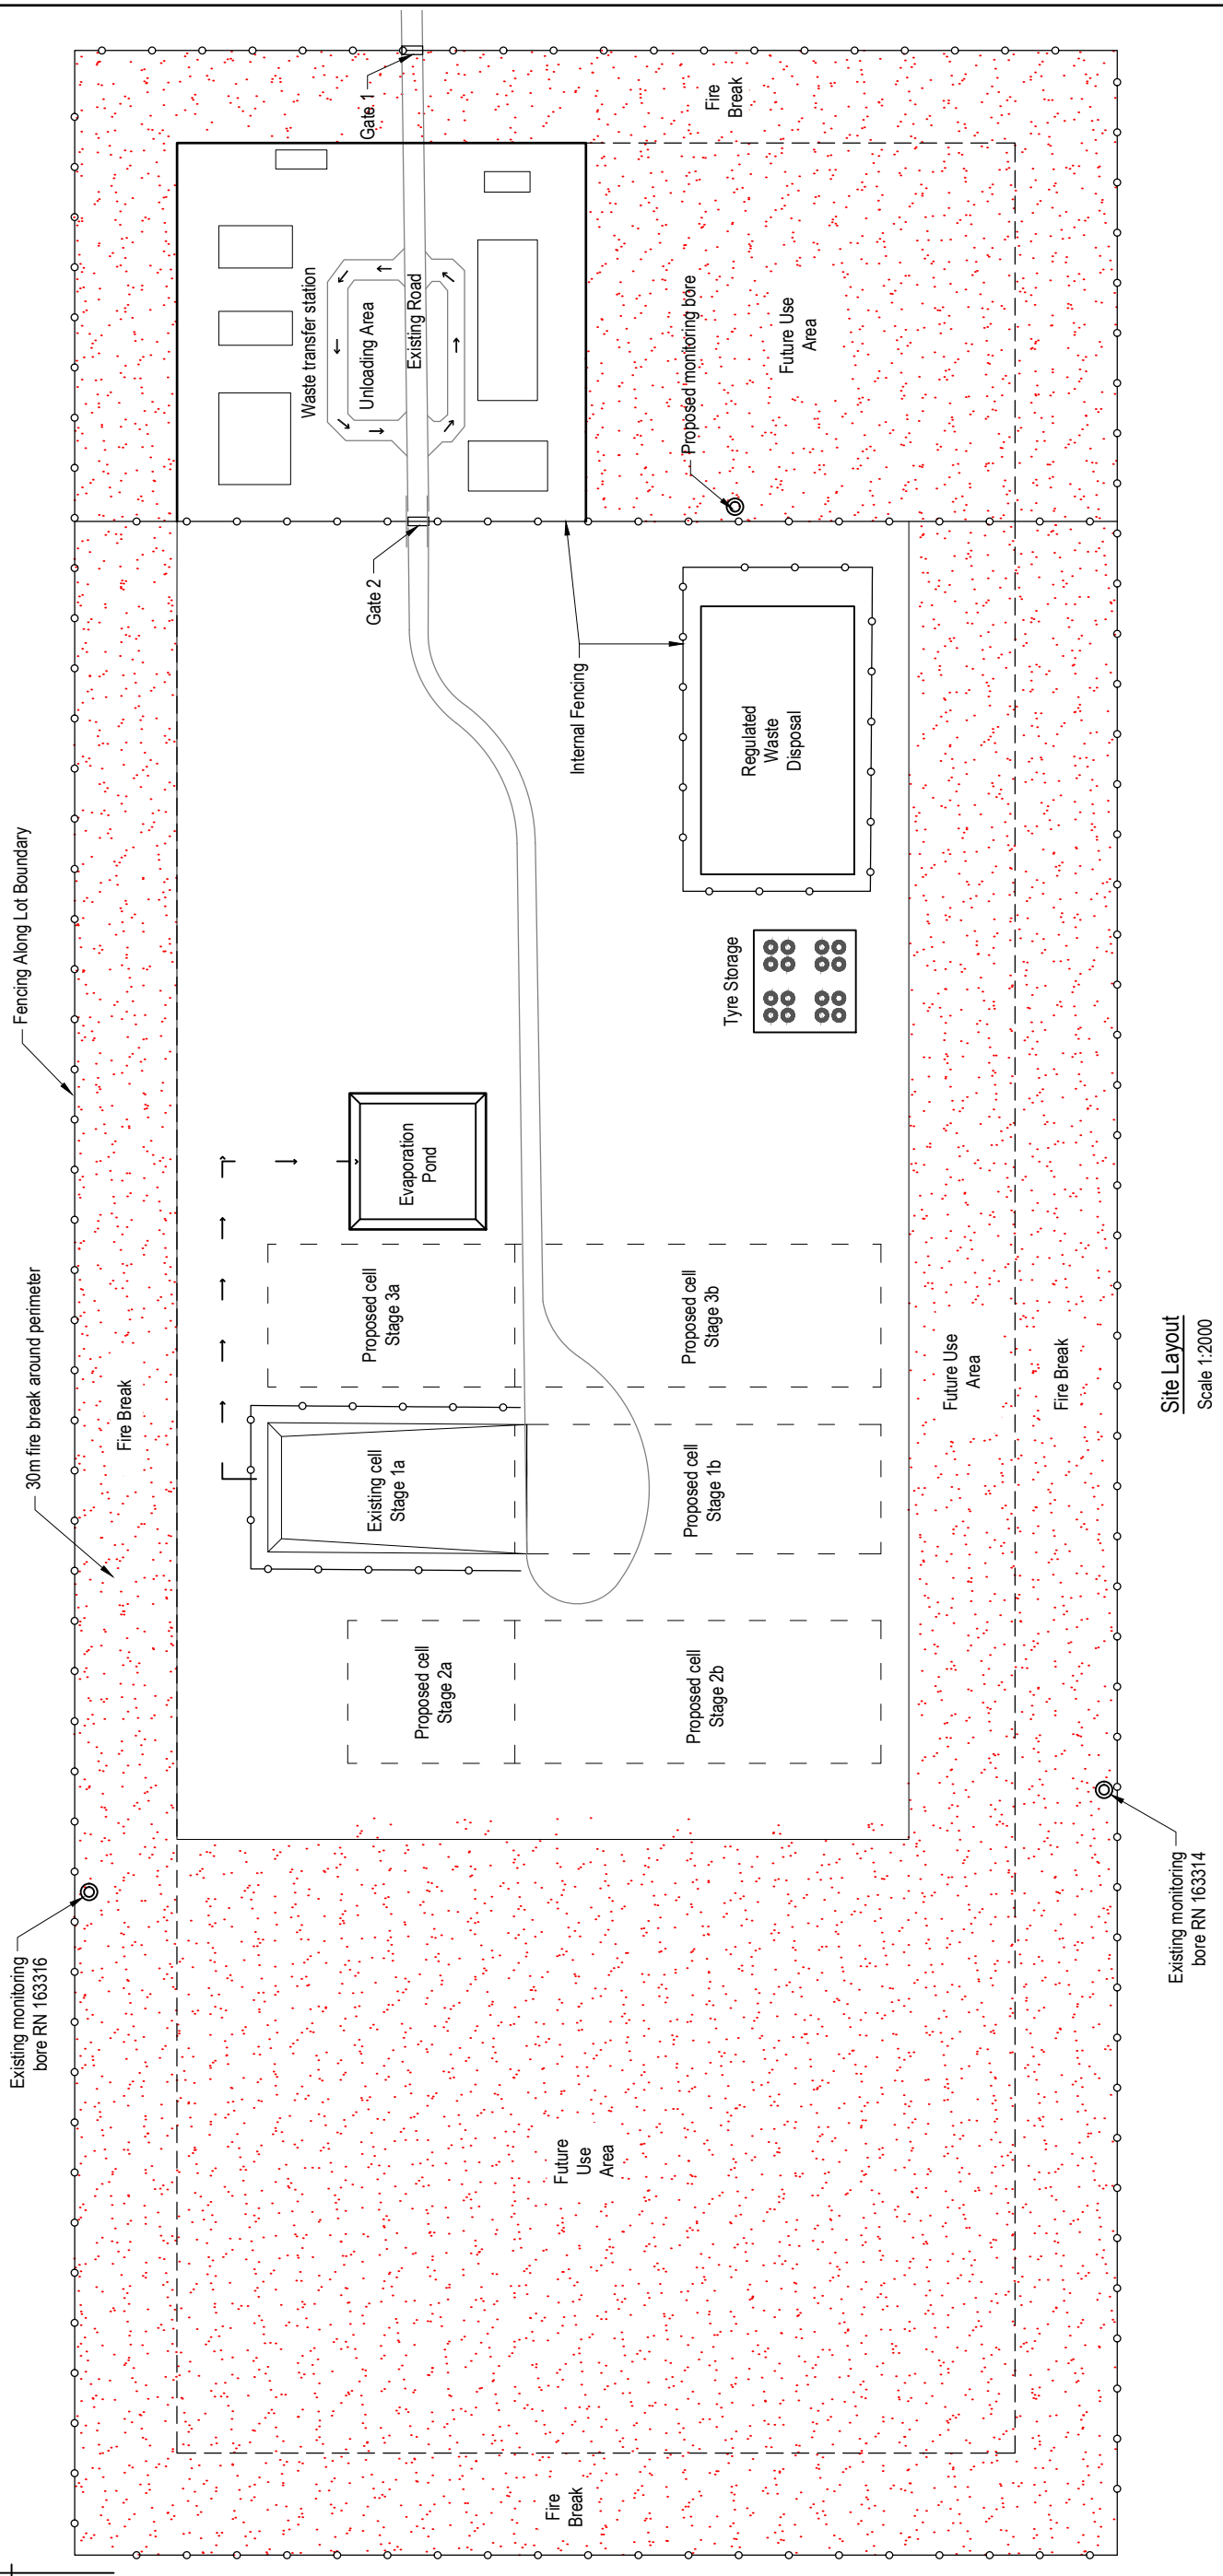 Fencing Along Lot Boundary
30m fire break around perimeter
Existing monitoring
bore RN 163316
Fire Break
Gate 1
Fire
Break
Waste transfer station
Unloading Area
Existing Road
Gate 2
Proposed monitoring bore
Future Use
Area
Internal Fencing
Regulated
Waste
Disposal
Tyre Storage
Evaporation
Pond
Proposed cell
Stage 3a
Proposed cell
Stage 3b
Existing cell
Stage 1a
Proposed cell
Stage 1b
Proposed cell
Stage 2a
Proposed cell
Stage 2b
Future Use
Area
Fire Break
Future
Use
Area
Fire
Break
Existing monitoring
bore RN 163314
Site Layout
Scale 1:2000